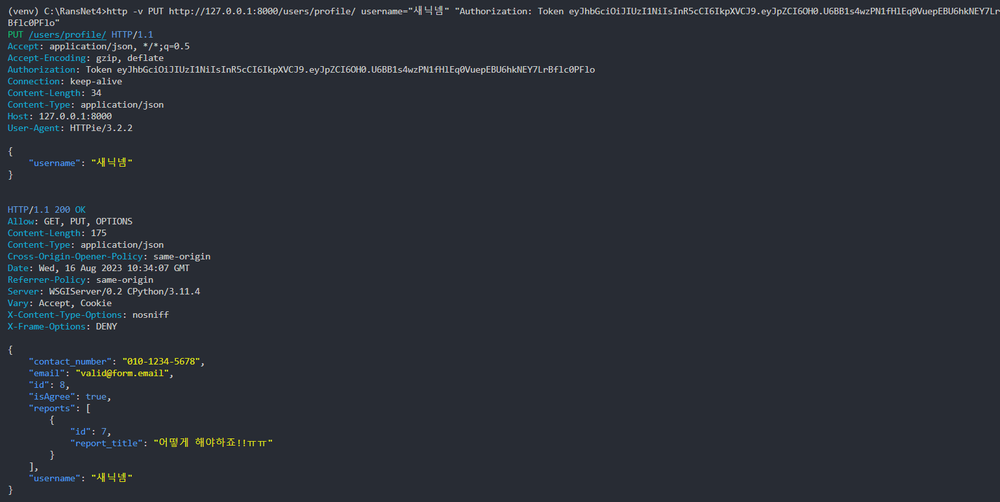 (venv) C:\RansNet4>http -v PUT http://127.0.0.1:8000/users/profile/ username="새닉넴" "Authorization: Token eyJhbGciOiJIUzI1NiIsInR5cCI6IkpXVCJ9.eyJpZCI6OH0.U6BB1s4wzPN1fHlEq0VuepEBU6hkNEY7Lr
Bflc0PFlo"
PUT /users/profile/ HTTP/1.1
Accept: application/json, */*;q=0.5
Accept-Encoding: gzip, deflate
Authorization: Token eyJhbGciOiJIUzI1NiIsInR5cCI6IkpXVCJ9.eyJpZCI6OH0.U6BB1s4wzPN1fHlEq0VuepEBU6hkNEY7LrBflc0PFlo
Connection: keep-alive
Content-Length: 34
Content-Type: application/json
Host: 127.0.0.1:8000
User-Agent: HTTPie/3.2.2
{
    "username": "새닉넴"
}
HTTP/1.1 200 OK
Allow: GET, PUT, OPTIONS
Content-Length: 175
Content-Type: application/json
Cross-Origin-Opener-Policy: same-origin
Date: Wed, 16 Aug 2023 10:34:07 GMT
Referrer-Policy: same-origin
Server: WSGIServer/0.2 CPython/3.11.4
Vary: Accept, Cookie
X-Content-Type-Options: nosniff
X-Frame-Options: DENY
{
    "contact_number": "010-1234-5678",
    "email": "valid@form.email",
    "id": 8,
    "isAgree": true,
    "reports": [
        {
            "id": 7,
            "report_title": "어떻게 해야하죠!!ㅠㅠ"
        }
    ],
    "username": "새닉넴"
}